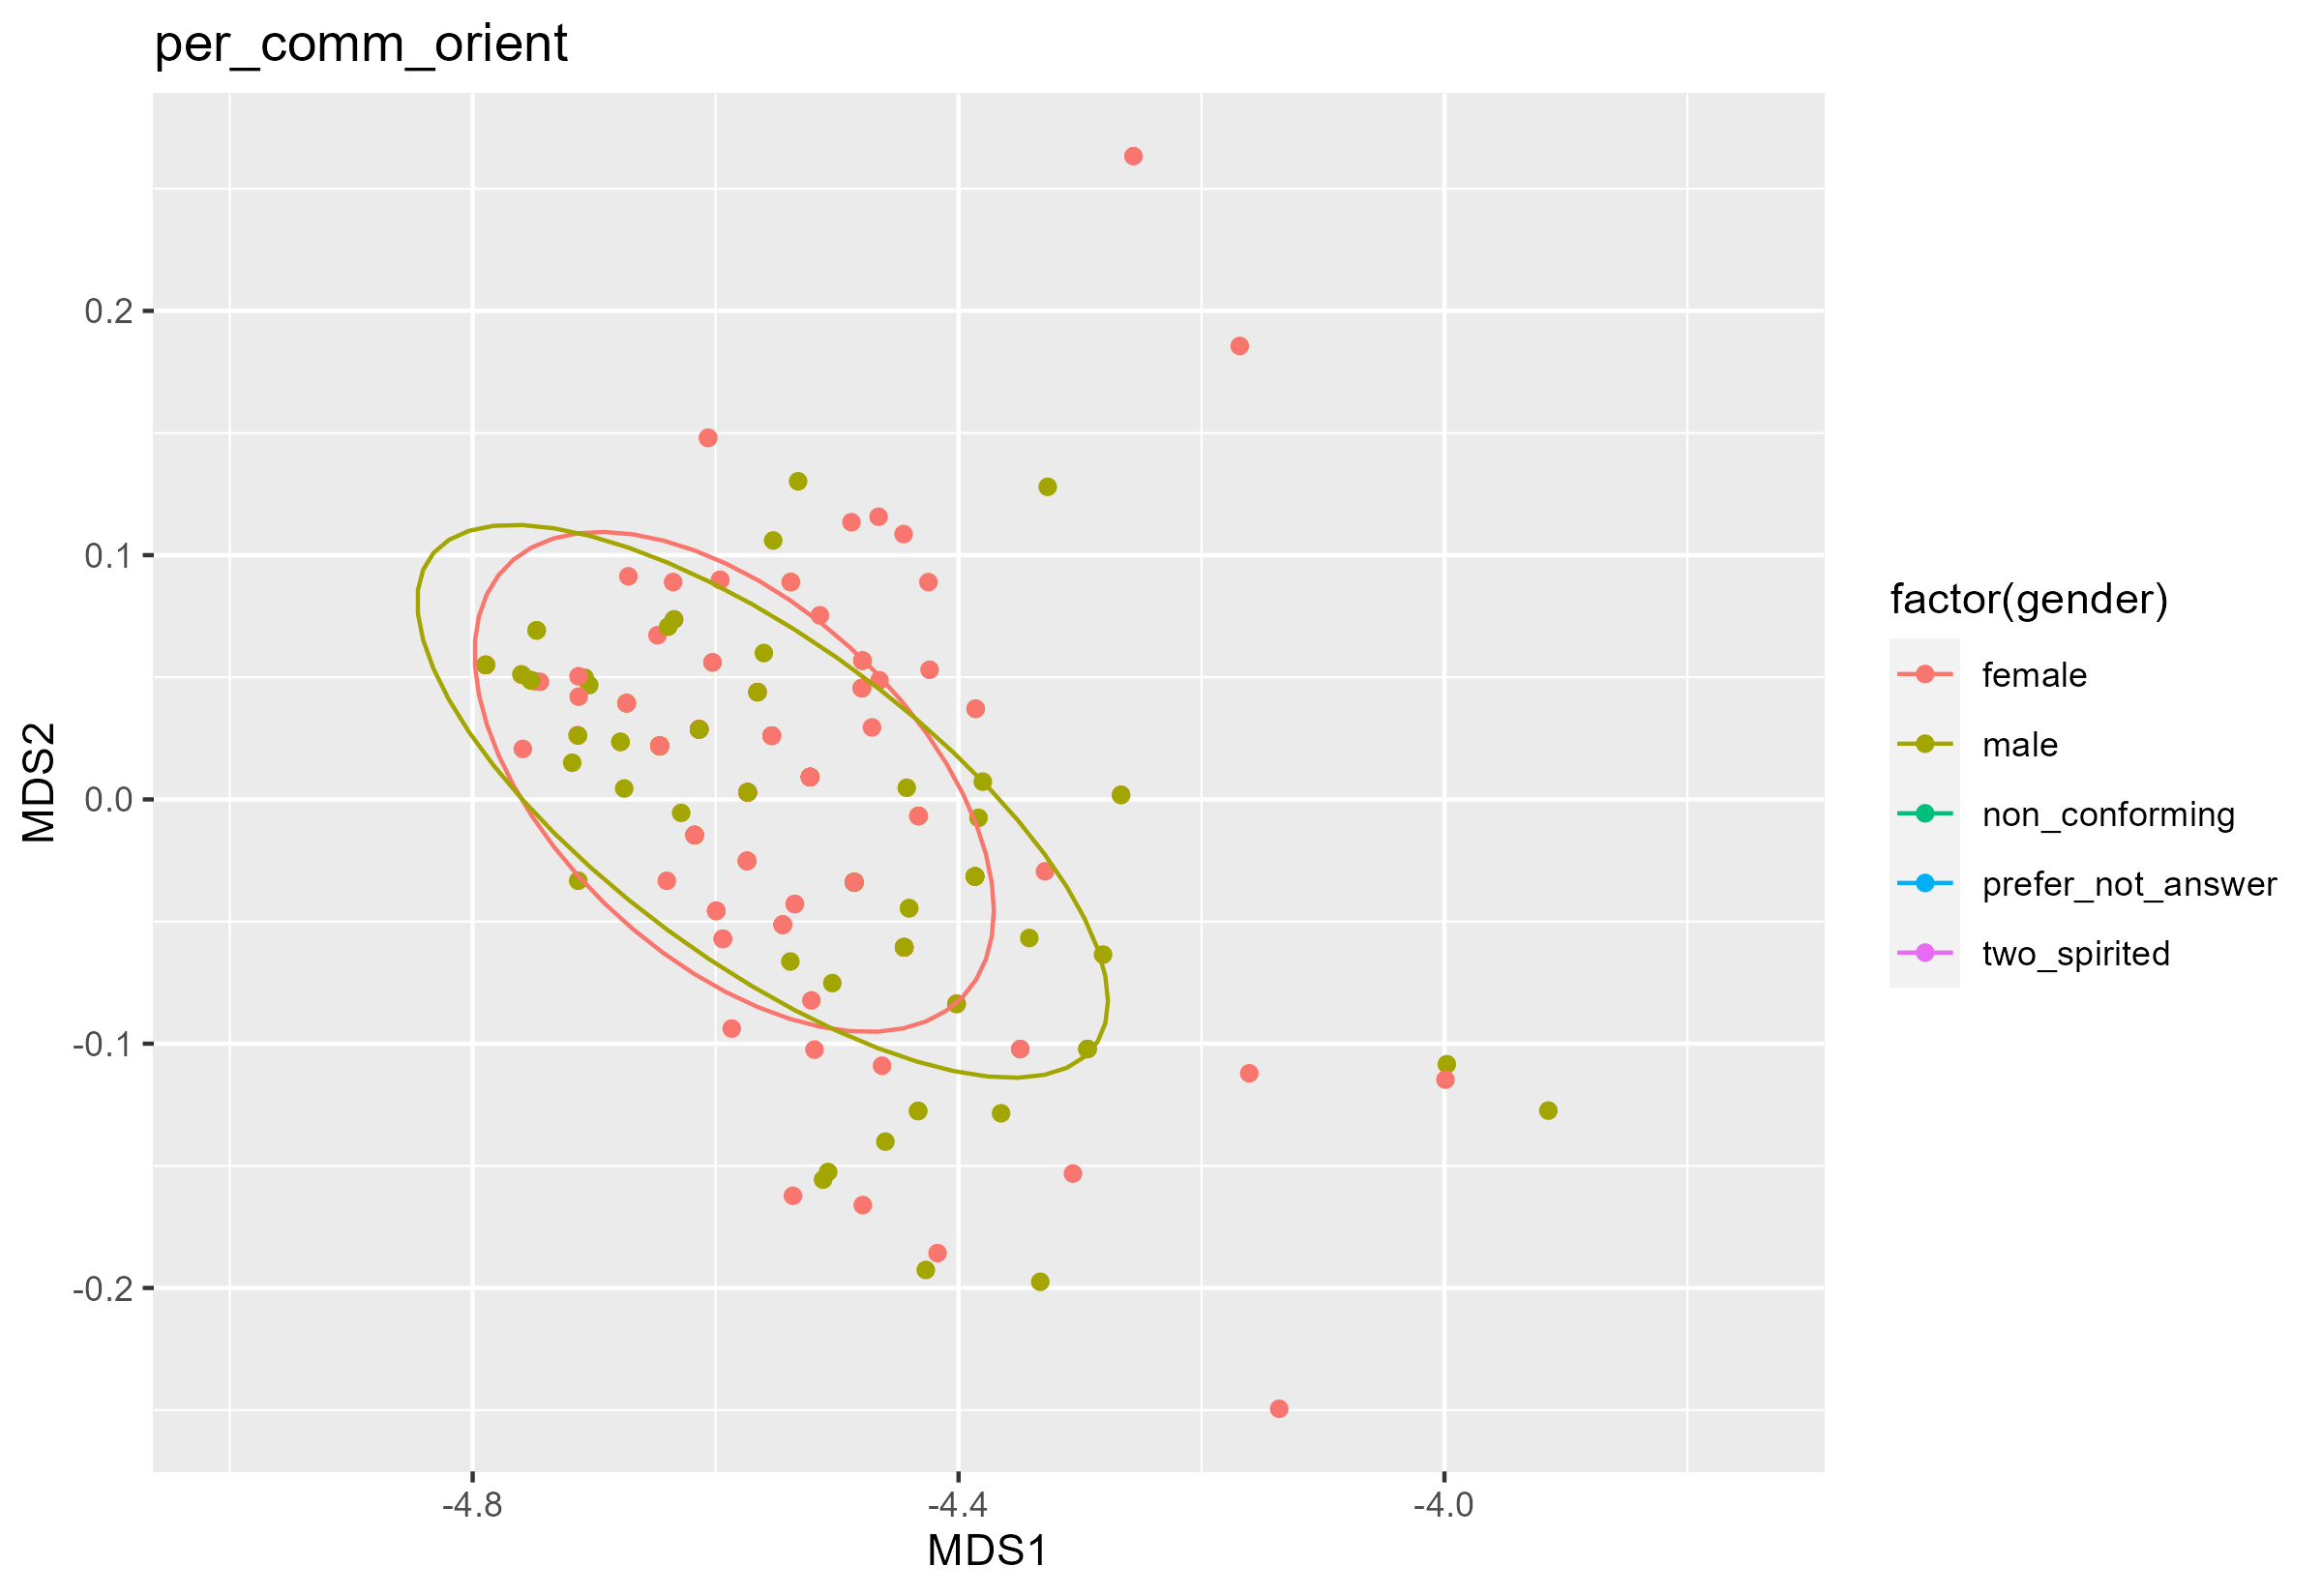 per_comm_orient
MDS2
0.2
0.1
0.0
-0.1
-0.2
-4.8
-4.4
-4.0
MDS1
factor(gender)
female
male
non_conforming
prefer_not_answer
two_spirited